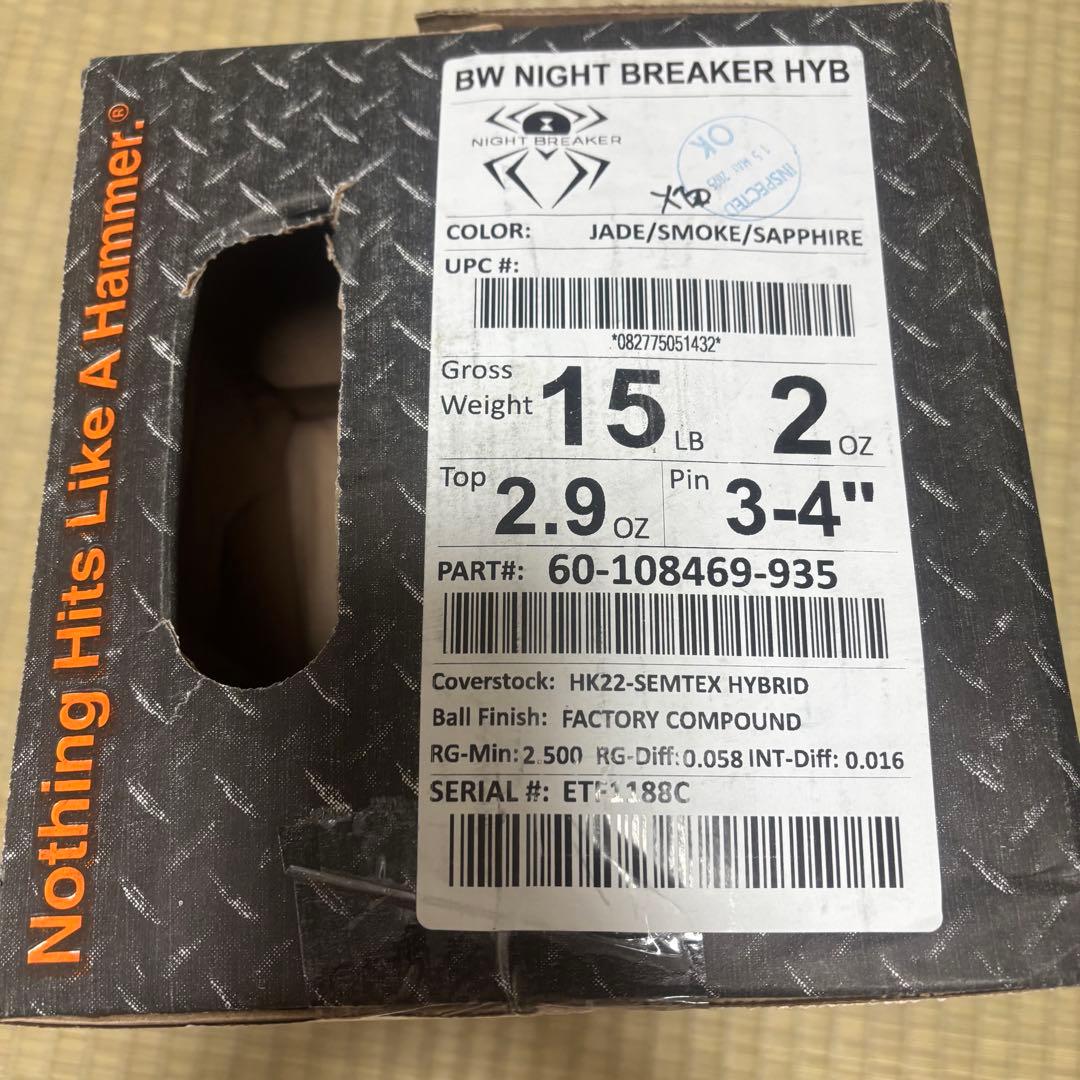 Nothing Hits Like A Hammer.®
BW NIGHT BREAKER HYB
NIGHT BREAKER
OK
INSPECTED
COLOR: JADE/SMOKE/SAPPHIRE
UPC #:
*082775051432*
Gross Weight 15 LB 2 OZ
Top 2.9 OZ Pin 3-4"
PART#: 60-108469-935
Coverstock: HK22-SEMTEX HYBRID
Ball Finish: FACTORY COMPOUND
RG-Min: 2.500 RG-Diff: 0.058 INT-Diff: 0.016
SERIAL #: ETF1188C